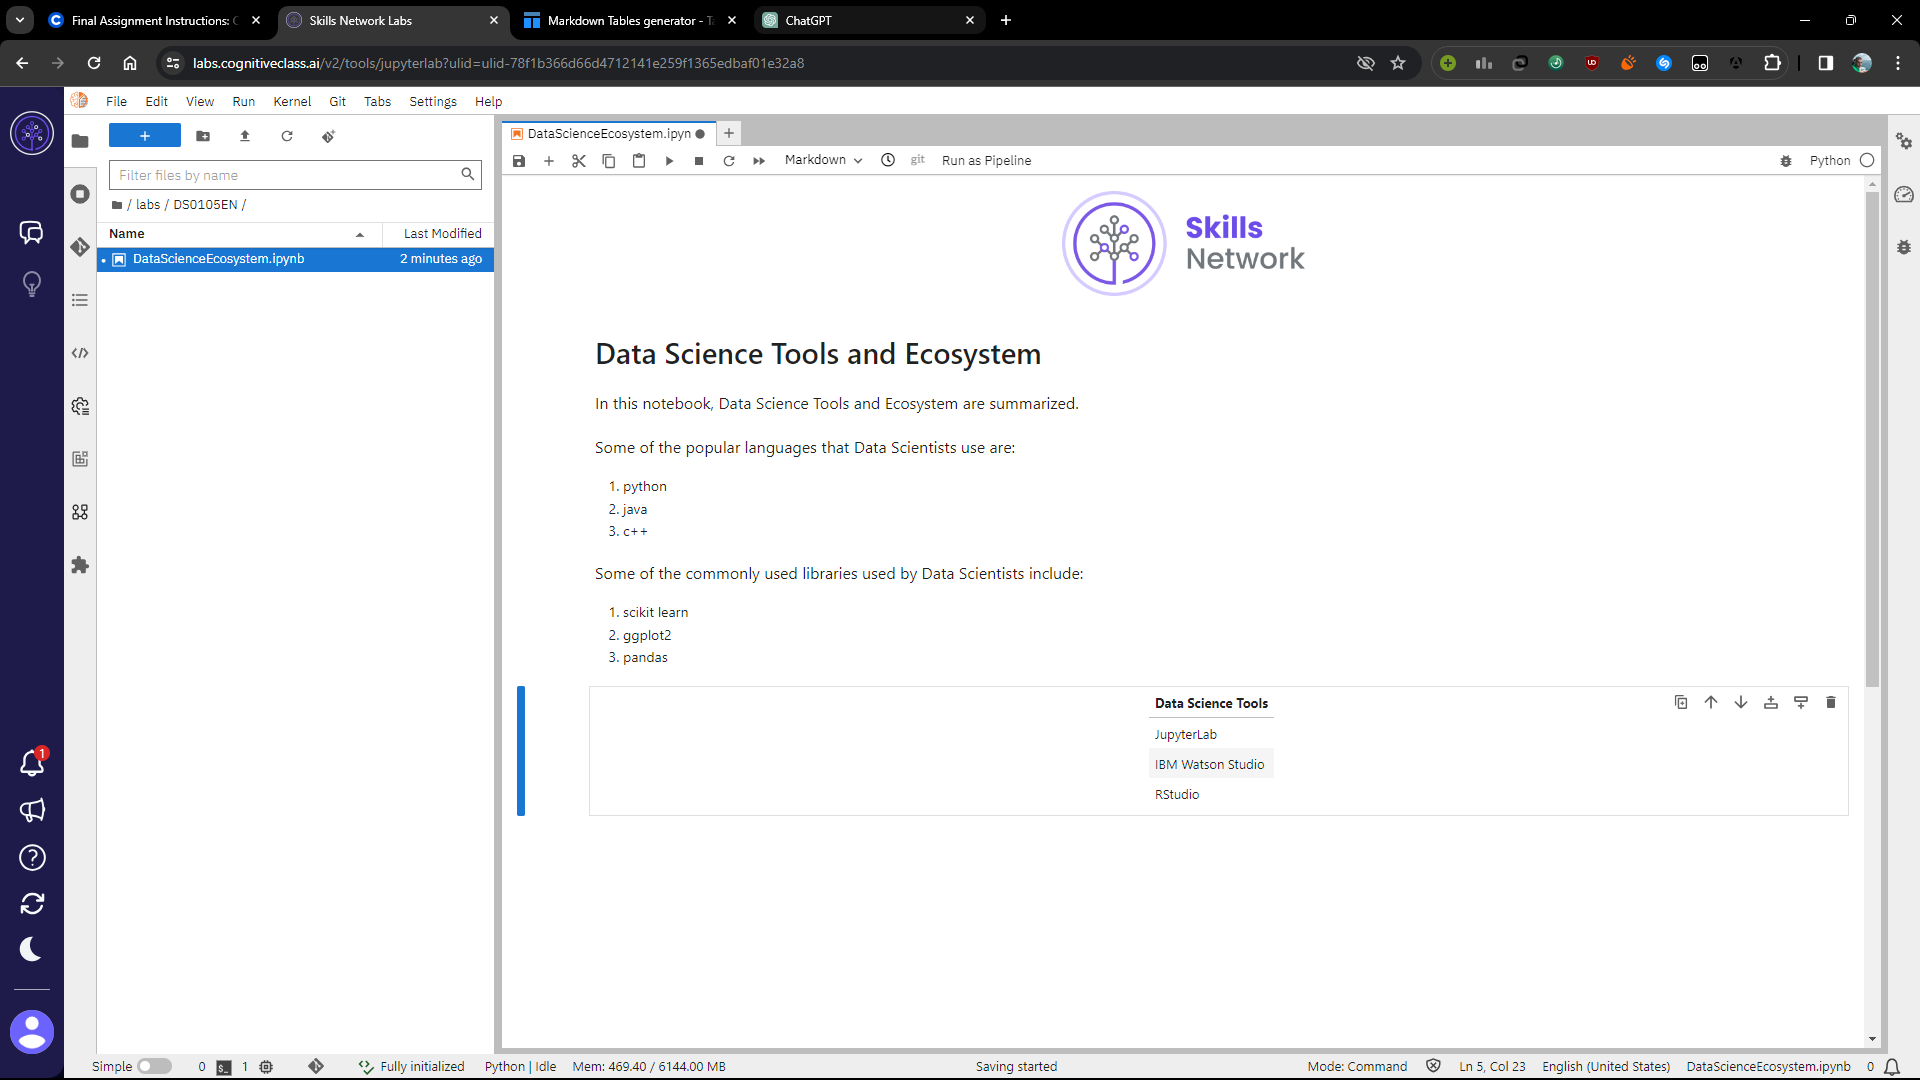 Final Assignment Instructions: C
Skills Network Labs
Markdown Tables generator - Ta
ChatGPT
labs.cognitiveclass.ai/v2/tools/jupyterlab?ulid=ulid-78f1b366d66d4712141e259f1365edbaf01e32a8
File Edit View Run Kernel Git Tabs Settings Help
DataScienceEcosystem.ipyn
Markdown
git
Run as Pipeline
Python
Filter files by name
/ labs / DS0105EN /
Name Last Modified
DataScienceEcosystem.ipynb 2 minutes ago
Skills
Network
Data Science Tools and Ecosystem
In this notebook, Data Science Tools and Ecosystem are summarized.
Some of the popular languages that Data Scientists use are:
1. python
2. java
3. c++
Some of the commonly used libraries used by Data Scientists include:
1. scikit learn
2. ggplot2
3. pandas
Data Science Tools
JupyterLab
IBM Watson Studio
RStudio
1
Simple 0 1 Fully initialized Python | Idle Mem: 469.40 / 6144.00 MB Saving started Mode: Command Ln 5, Col 23 English (United States) DataScienceEcosystem.ipynb 0